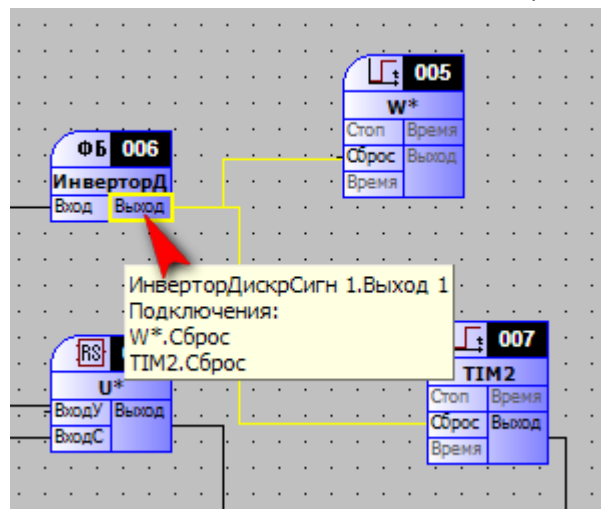 005
W*
Стоп Время
Сброс Выход
Время
ФБ 006
ИнверторД
Вход Выход
ИнверторДискрСигн 1.Выход 1
Подключения:
W*.Сброс
TIM2.Сброс
RS
U*
ВходУ Выход
ВходС
007
TIM2
Стоп Время
Сброс Выход
Время